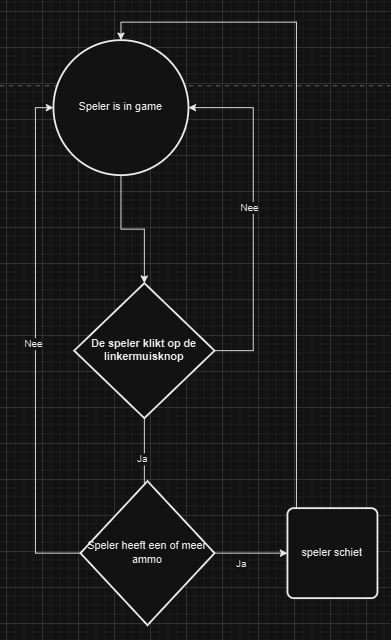 Speler is in game
Nee
De speler klikt op de
linkermuisknop
Nee
Ja
Speler heeft een of meer
ammo
Ja
speler schiet